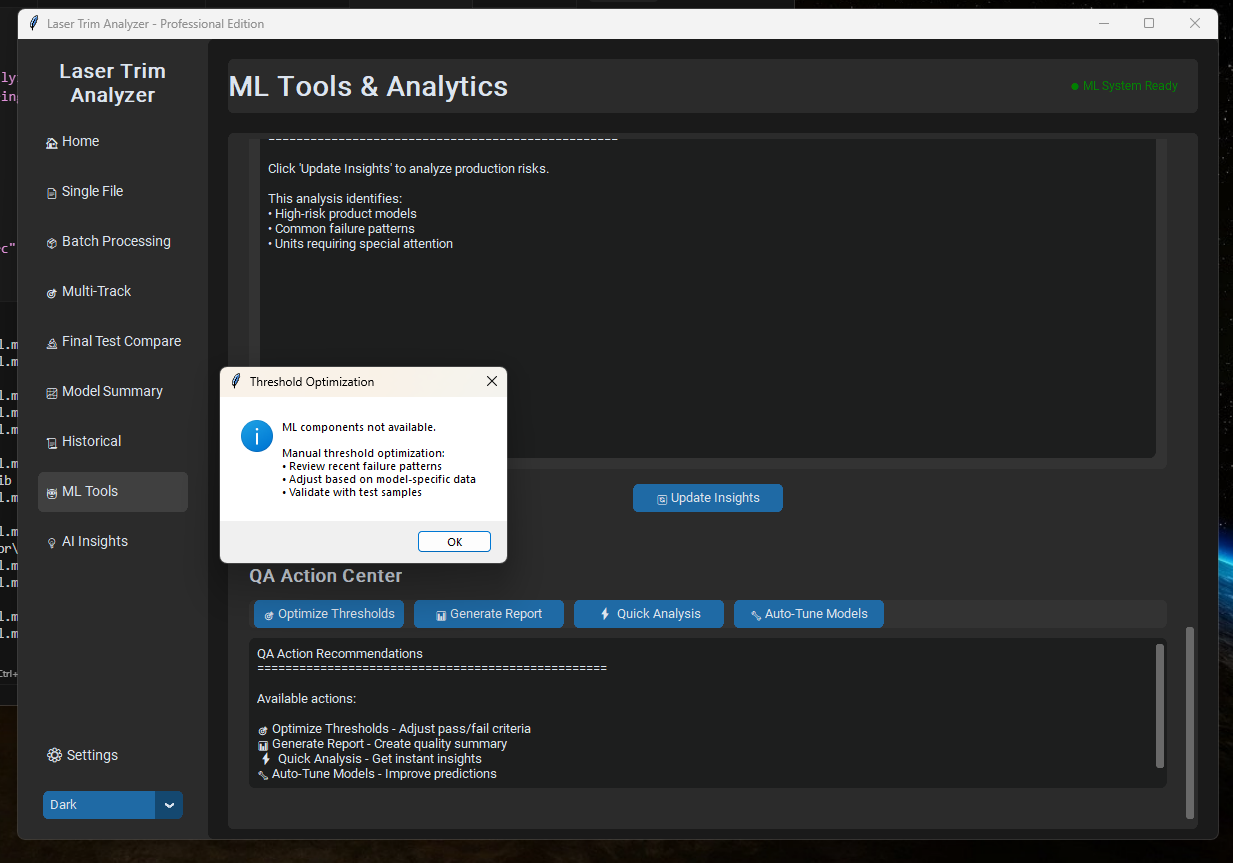 Laser Trim Analyzer - Professional Edition
Laser Trim
Analyzer
Home
Single File
Batch Processing
Multi-Track
Final Test Compare
Model Summary
Historical
ML Tools
AI Insights
Settings
Dark
ML Tools & Analytics
● ML System Ready
==================================================
Click 'Update Insights' to analyze production risks.
This analysis identifies:
• High-risk product models
• Common failure patterns
• Units requiring special attention
Update Insights
Threshold Optimization
ML components not available.
Manual threshold optimization:
• Review recent failure patterns
• Adjust based on model-specific data
• Validate with test samples
OK
QA Action Center
Optimize Thresholds
Generate Report
Quick Analysis
Auto-Tune Models
QA Action Recommendations
==================================================
Available actions:
Optimize Thresholds - Adjust pass/fail criteria
Generate Report - Create quality summary
Quick Analysis - Get instant insights
Auto-Tune Models - Improve predictions